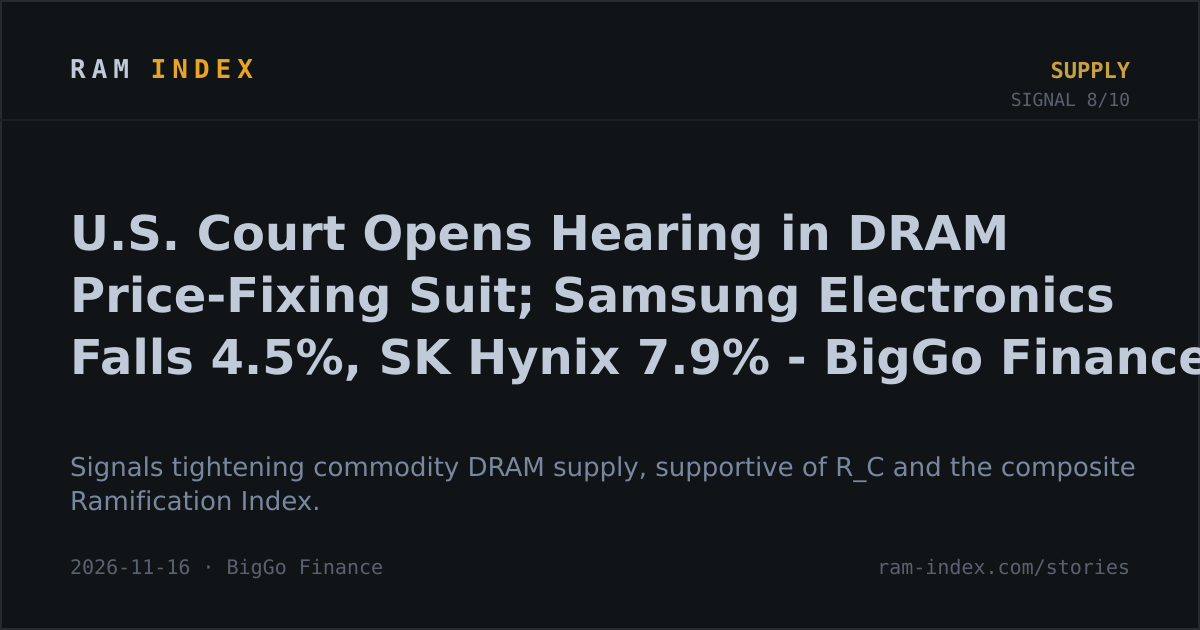 RAM INDEX
SUPPLY
SIGNAL 8/10
U.S. Court Opens Hearing in DRAM
Price-Fixing Suit; Samsung Electronics
Falls 4.5%, SK Hynix 7.9% - BigGo Finance
Signals tightening commodity DRAM supply, supportive of R_C and the composite
Ramification Index.
2026-11-16 · BigGo Finance
ram-index.com/stories